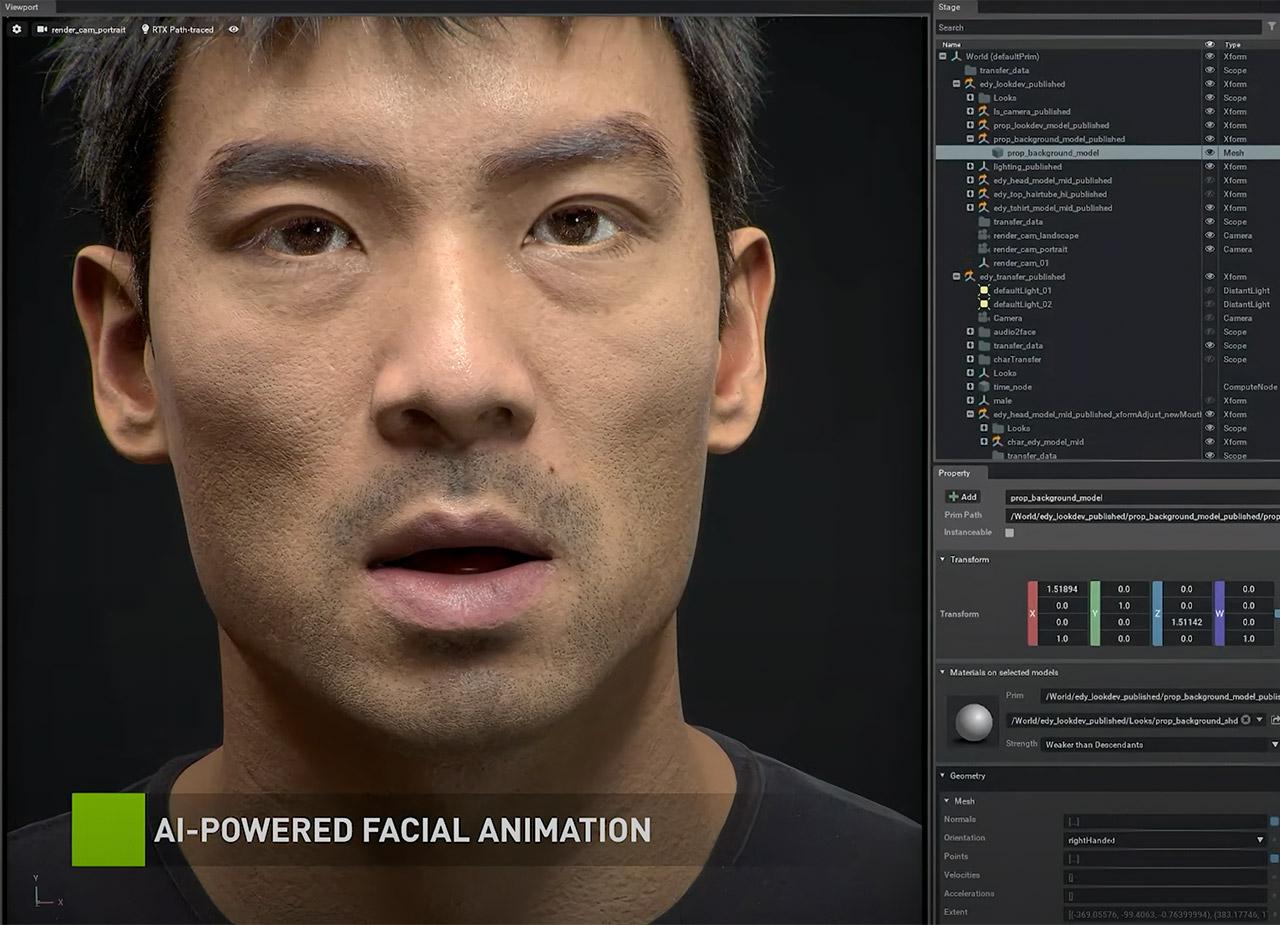 Viewport
render_cam_portrait RTX Path-traced
AI-POWERED FACIAL ANIMATION
Y
X
Stage
Search
Name Type
World (defaultPrim) Xform
transfer_data Scope
edy_lookdev_published Xform
Looks Scope
ls_camera_published Xform
prop_lookdev_model_published Xform
prop_background_model_published Xform
prop_background_model Mesh
lighting_published Xform
edy_head_model_mid_published Xform
edy_top_hairtube_hi_published Xform
edy_tshirt_model_mid_published Xform
transfer_data Scope
render_cam_landscape Camera
render_cam_portrait Camera
render_cam_01
edy_transfer_published Xform
defaultLight_01 DistantLight
defaultLight_02 DistantLight
Camera Camera
audio2face Scope
transfer_data Scope
charTransfer Scope
Looks
time_node ComputeNode
male Xform
edy_head_model_mid_published_xformAdjust_newMouth Xform
Looks Scope
char_edy_model_mid Xform
transfer_data Scope
Property
Add prop_background_model
Prim Path /World/edy_lookdev_published/prop_background_model_published/prop
Instanceable
Transform
Transform
X 1.51894 Y 0.0 Z 0.0 W 0.0
0.0 1.0 0.0 0.0
0.0 0.0 1.51142 0.0
1.0 0.0 0.0 1.0
Materials on selected models
Prim /World/edy_lookdev_published/prop_background_model_publis
/World/edy_lookdev_published/Looks/prop_background_shd
Strength Weaker than Descendants
Geometry
Mesh
Normals [...]
Orientation rightHanded
Points [...]
Velocities []
Accelerations []
Extent [(-369.05576, -99.4063, -0.76399994), (383.17746, 1